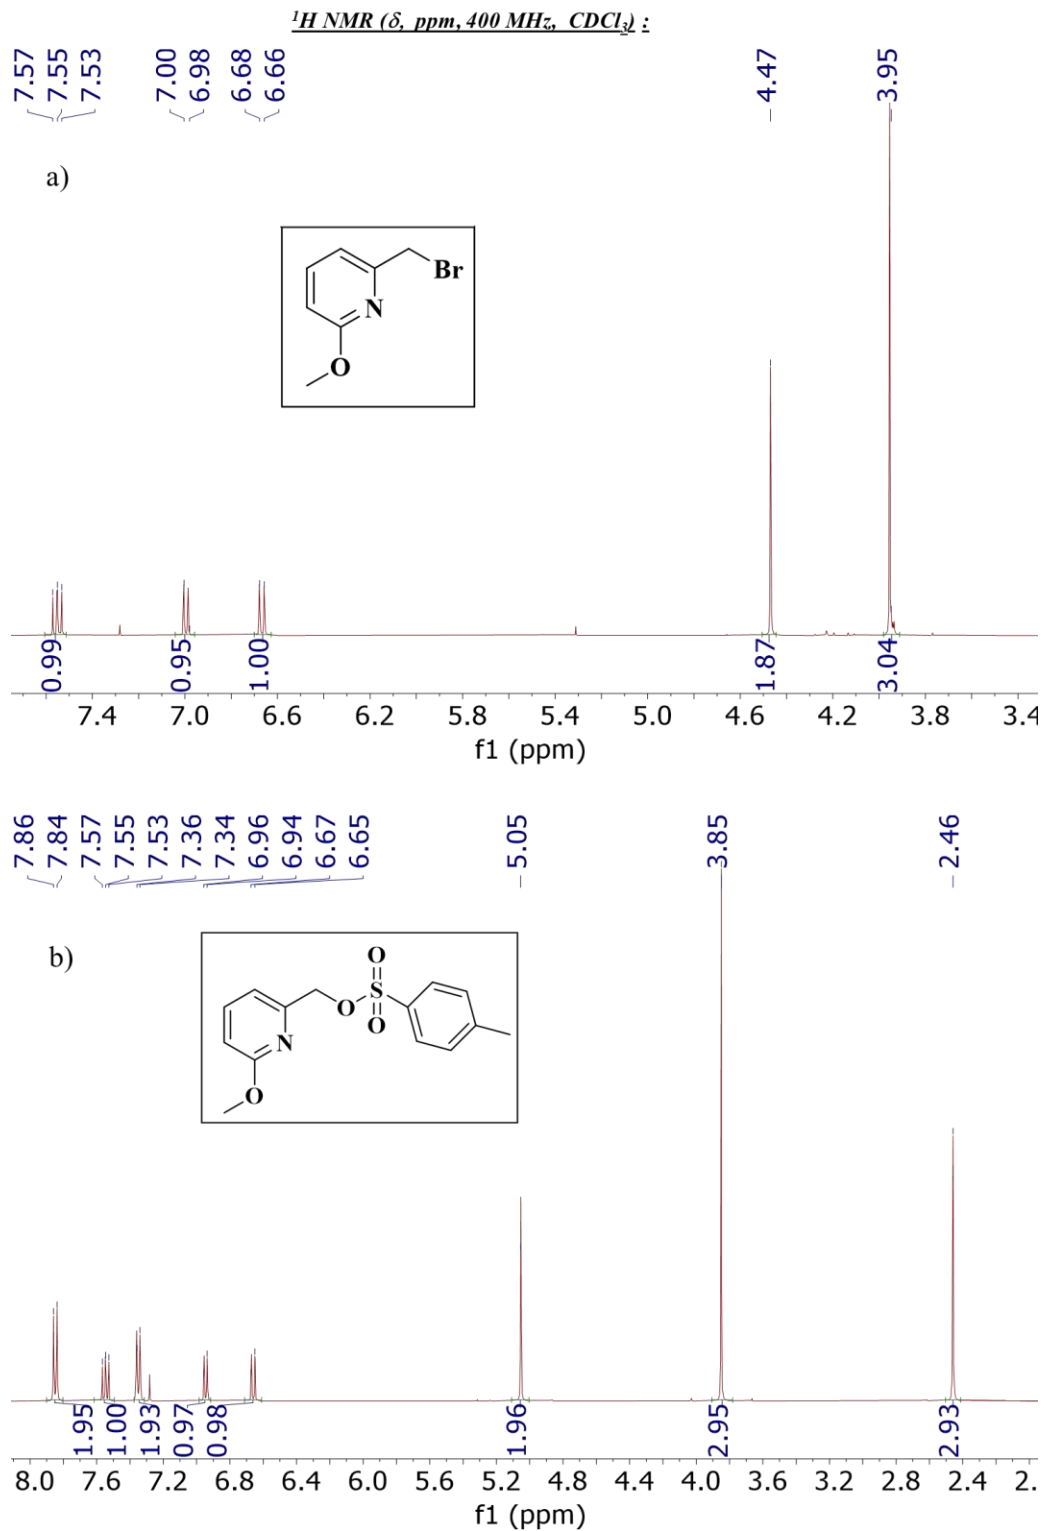 ¹H NMR (δ, ppm, 400 MHz, CDCl₃) :
7.57 7.55 7.53 7.00 6.98 6.68 6.66 4.47 3.95
a)
Br
N
O
0.99 0.95 1.00 1.87 3.04
7.4 7.0 6.6 6.2 5.8 5.4 5.0 4.6 4.2 3.8 3.4
f1 (ppm)
7.86 7.84 7.57 7.55 7.53 7.36 7.34 6.96 6.94 6.67 6.65 5.05 3.85 2.46
b)
O
S
O
O
N
O
1.95 1.00 1.93 0.97 0.98 1.96 2.95 2.93
8.0 7.6 7.2 6.8 6.4 6.0 5.6 5.2 4.8 4.4 4.0 3.6 3.2 2.8 2.4 2.
f1 (ppm)